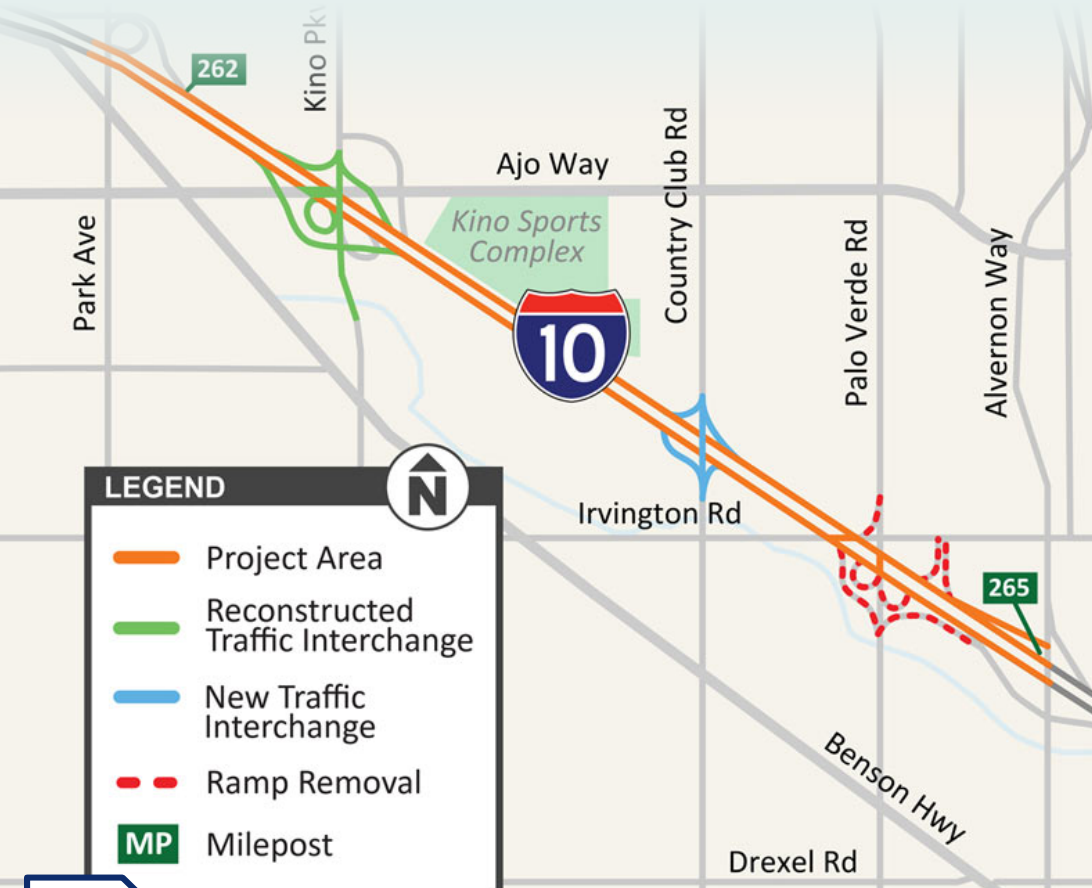 262
Kino Pkv
Ajo Way
Country Club Rd
Kino Sports
Complex
Park Ave
Palo Verde Rd
Alvernon Way
10
Irvington Rd
265
LEGEND
N
Project Area
Reconstructed
Traffic Interchange
New Traffic
Interchange
Ramp Removal
MP Milepost
Benson Hwy
Drexel Rd